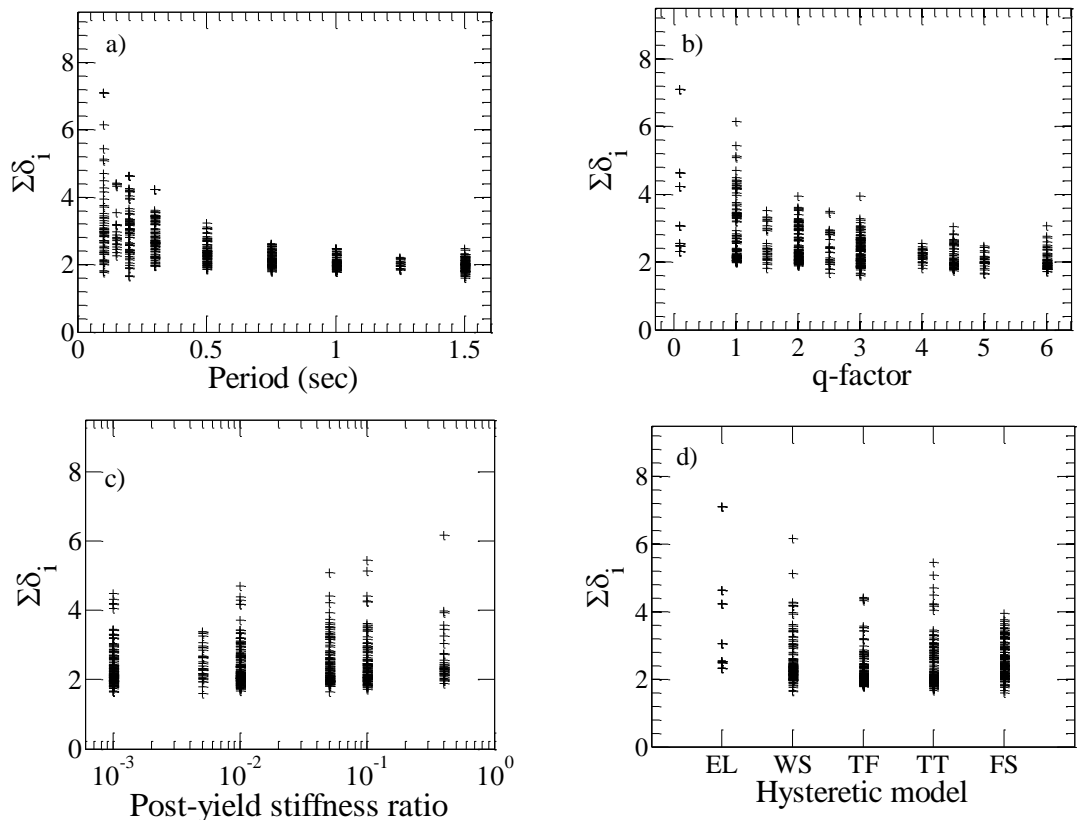 a)
8
6
4
2
0
Σδi
0
0.5
1
1.5
Period (sec)
b)
8
6
4
2
0
Σδi
0
1
2
3
4
5
6
q-factor
c)
8
6
4
2
0
Σδi
10^-3
10^-2
10^-1
10^0
Post-yield stiffness ratio
d)
8
6
4
2
0
Σδi
EL
WS
TF
TT
FS
Hysteretic model